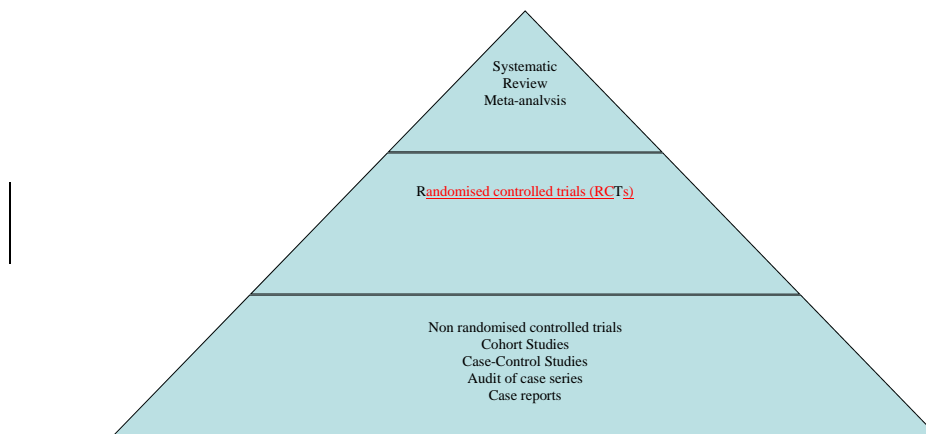 Systematic
Review
Meta-analysis
Randomised controlled trials (RCTs)
Non randomised controlled trials
Cohort Studies
Case-Control Studies
Audit of case series
Case reports